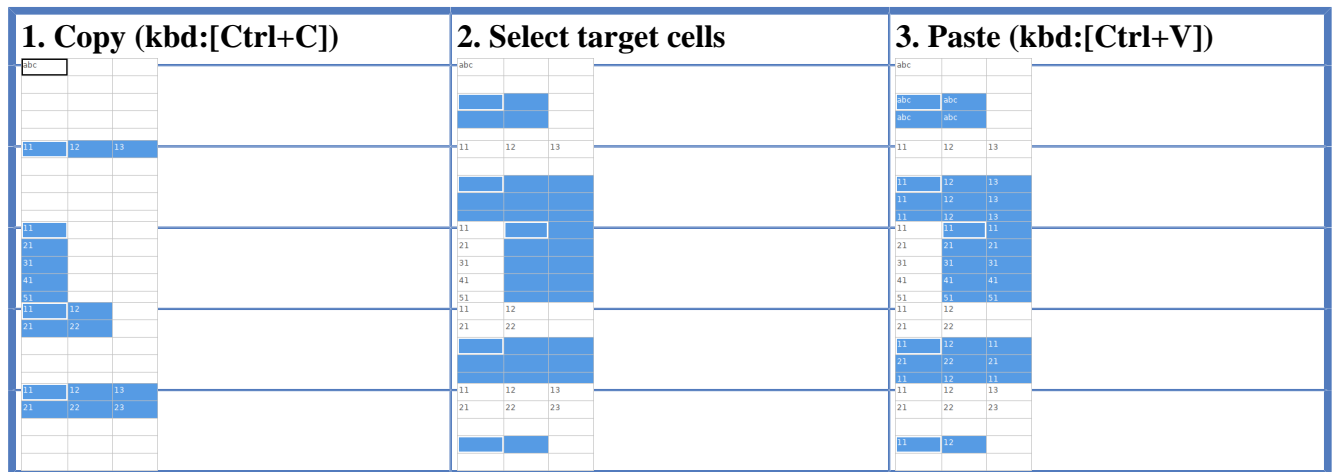 1. Copy (kbd:[Ctrl+C]) 2. Select target cells 3. Paste (kbd:[Ctrl+V])
abc abc abc
abc abc
abc abc
11 12 13 11 12 13 11 12 13
11 12 13
11 12 13
11 12 13
11 11 11 11 11
21 21 21 21 21
31 31 31 31 31
41 41 41 41 41
51 51 51 51 51
11 12 11 12 11 12
21 22 21 22 21 22
11 12 11
21 22 21
11 12 11
11 12 13 11 12 13 11 12 13
21 22 23 21 22 23 21 22 23
11 12